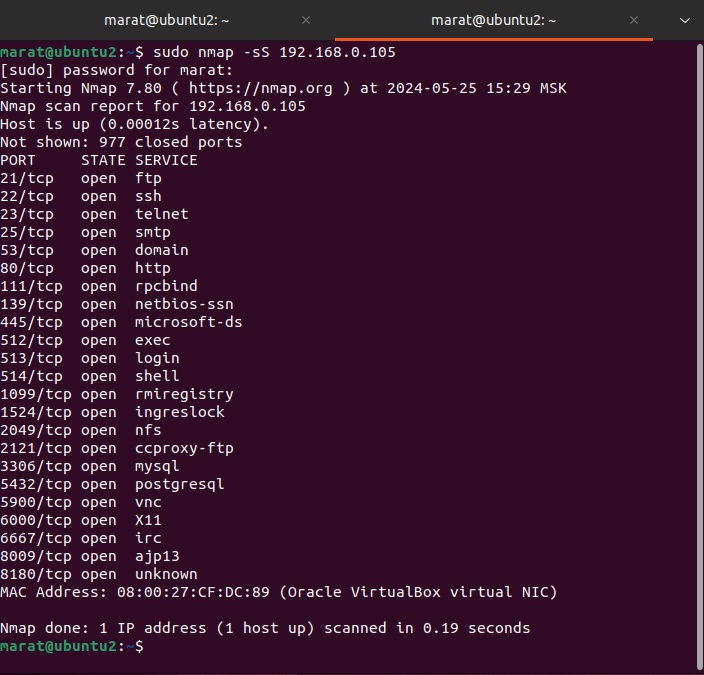 marat@ubuntu2: ~ × marat@ubuntu2: ~ ×
marat@ubuntu2:~$ sudo nmap -sS 192.168.0.105
[sudo] password for marat:
Starting Nmap 7.80 ( https://nmap.org ) at 2024-05-25 15:29 MSK
Nmap scan report for 192.168.0.105
Host is up (0.00012s latency).
Not shown: 977 closed ports
PORT     STATE SERVICE
21/tcp   open  ftp
22/tcp   open  ssh
23/tcp   open  telnet
25/tcp   open  smtp
53/tcp   open  domain
80/tcp   open  http
111/tcp  open  rpcbind
139/tcp  open  netbios-ssn
445/tcp  open  microsoft-ds
512/tcp  open  exec
513/tcp  open  login
514/tcp  open  shell
1099/tcp open  rmiregistry
1524/tcp open  ingreslock
2049/tcp open  nfs
2121/tcp open  ccproxy-ftp
3306/tcp open  mysql
5432/tcp open  postgresql
5900/tcp open  vnc
6000/tcp open  X11
6667/tcp open  irc
8009/tcp open  ajp13
8180/tcp open  unknown
MAC Address: 08:00:27:CF:DC:89 (Oracle VirtualBox virtual NIC)
Nmap done: 1 IP address (1 host up) scanned in 0.19 seconds
marat@ubuntu2:~$